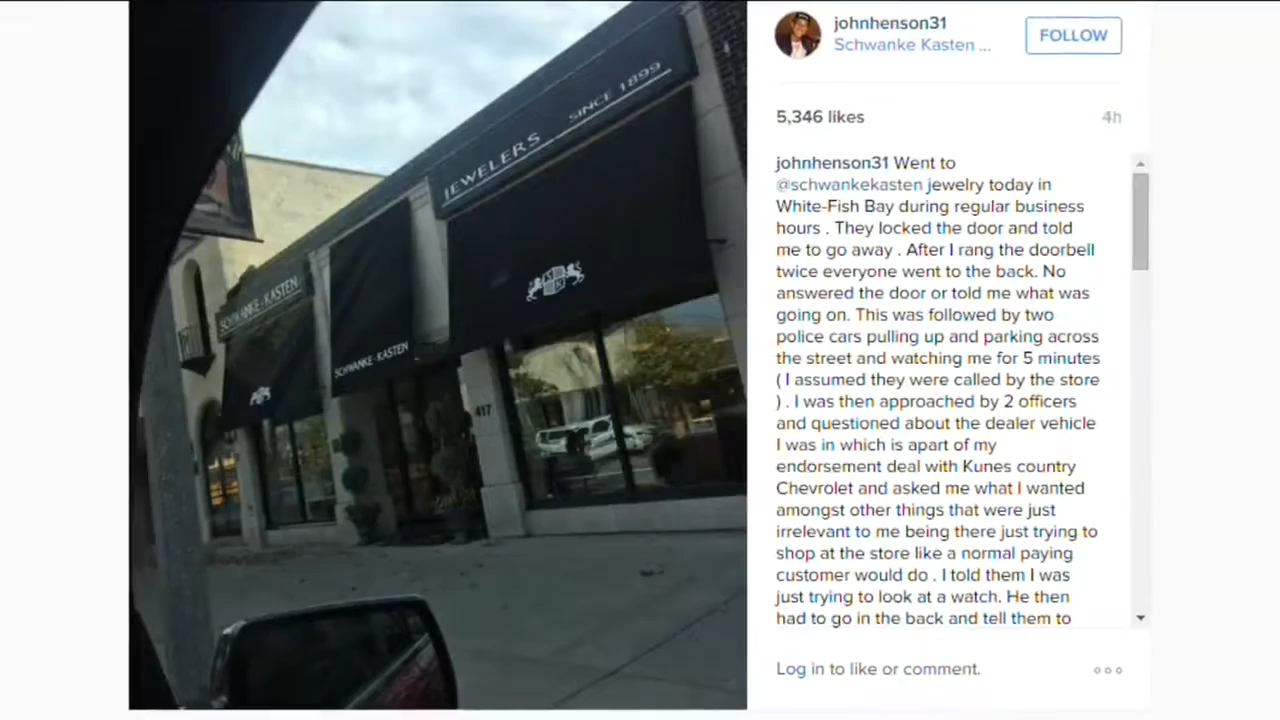 JEWELERS SINCE 1899
SCHWANKE-KASTEN
SCHWANKE-KASTEN
417
johnhenson31
Schwanke Kasten ...
FOLLOW
5,346 likes
4h
johnhenson31 Went to
@schwankekasten jewelry today in
White-Fish Bay during regular business
hours . They locked the door and told
me to go away . After I rang the doorbell
twice everyone went to the back. No
answered the door or told me what was
going on. This was followed by two
police cars pulling up and parking across
the street and watching me for 5 minutes
( I assumed they were called by the store
) . I was then approached by 2 officers
and questioned about the dealer vehicle
I was in which is apart of my
endorsement deal with Kunes country
Chevrolet and asked me what I wanted
amongst other things that were just
irrelevant to me being there just trying to
shop at the store like a normal paying
customer would do . I told them I was
just trying to look at a watch. He then
had to go in the back and tell them to
Log in to like or comment.